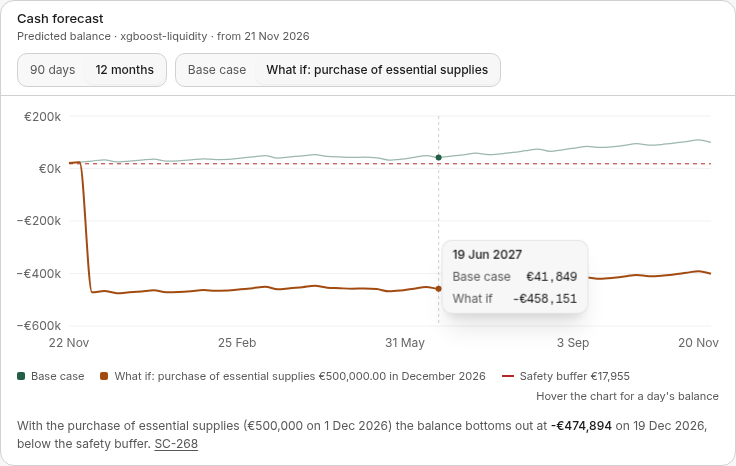 Cash forecast
Predicted balance · xgboost-liquidity · from 21 Nov 2026
90 days 12 months Base case What if: purchase of essential supplies
€200k
€0k
−€200k
−€400k
−€600k
22 Nov 25 Feb 31 May 3 Sep 20 Nov
19 Jun 2027
Base case €41,849
What if -€458,151
Base case What if: purchase of essential supplies €500,000.00 in December 2026 Safety buffer €17,955
Hover the chart for a day's balance
With the purchase of essential supplies (€500,000 on 1 Dec 2026) the balance bottoms out at -€474,894 on 19 Dec 2026,
below the safety buffer. SC-268